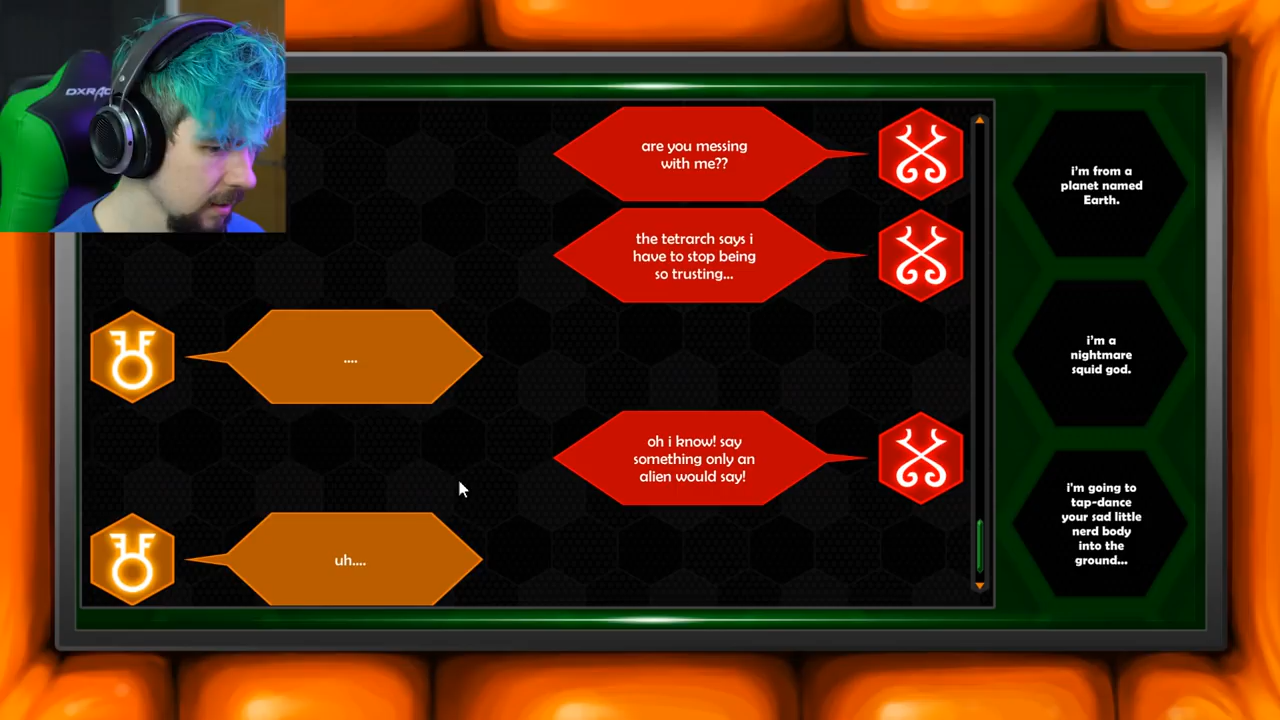 DXRAC
are you messing
with me??
the tetrarch says i
have to stop being
so trusting...
....
oh i know! say
something only an
alien would say!
uh....
i'm from a
planet named
Earth.
i'm a
nightmare
squid god.
i'm going to
tap-dance
your sad little
nerd body
into the
ground...